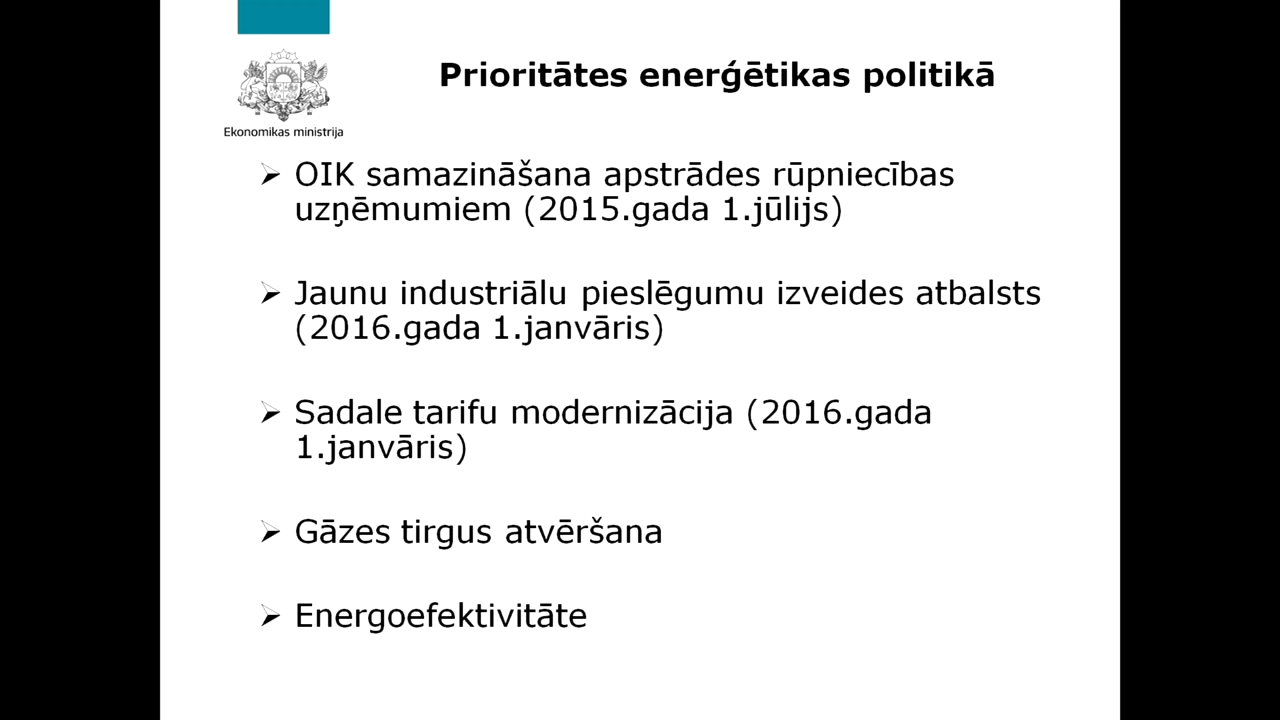 Prioritātes enerģētikas politikā
Ekonomikas ministrija
OIK samazināšana apstrādes rūpniecības
uzņēmumiem (2015.gada 1.jūlijs)
Jaunu industriālu pieslēgumu izveides atbalsts
(2016.gada 1.janvāris)
Sadale tarifu modernizācija (2016.gada
1.janvāris)
Gāzes tirgus atvēršana
Energoefektivitāte